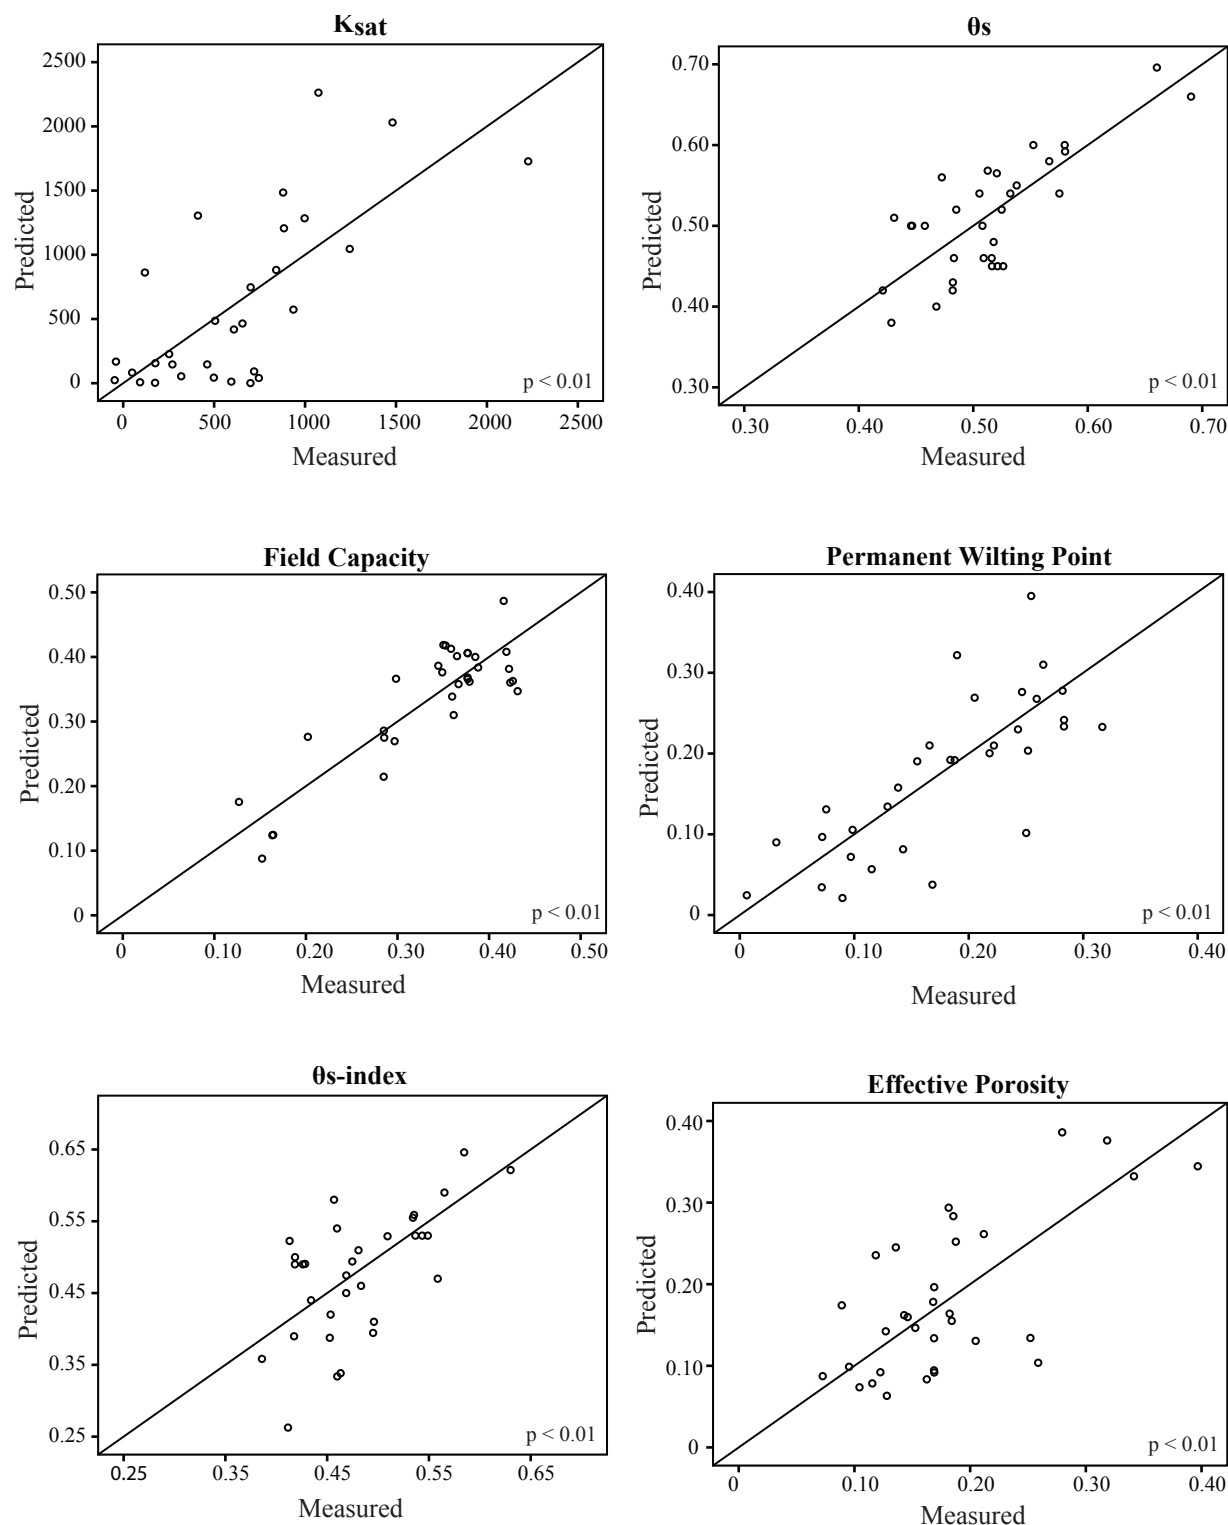 Ksat
2500
2000
1500
1000
500
0
Predicted
p < 0.01
0 500 1000 1500 2000 2500
Measured
θs
0.70
0.60
0.50
0.40
0.30
Predicted
p < 0.01
0.30 0.40 0.50 0.60 0.70
Measured
Field Capacity
0.50
0.40
0.30
0.20
0.10
0
Predicted
p < 0.01
0 0.10 0.20 0.30 0.40 0.50
Measured
Permanent Wilting Point
0.40
0.30
0.20
0.10
0
Predicted
p < 0.01
0 0.10 0.20 0.30 0.40
Measured
θs-index
0.65
0.55
0.45
0.35
0.25
Predicted
p < 0.01
0.25 0.35 0.45 0.55 0.65
Measured
Effective Porosity
0.40
0.30
0.20
0.10
0
Predicted
p < 0.01
0 0.10 0.20 0.30 0.40
Measured